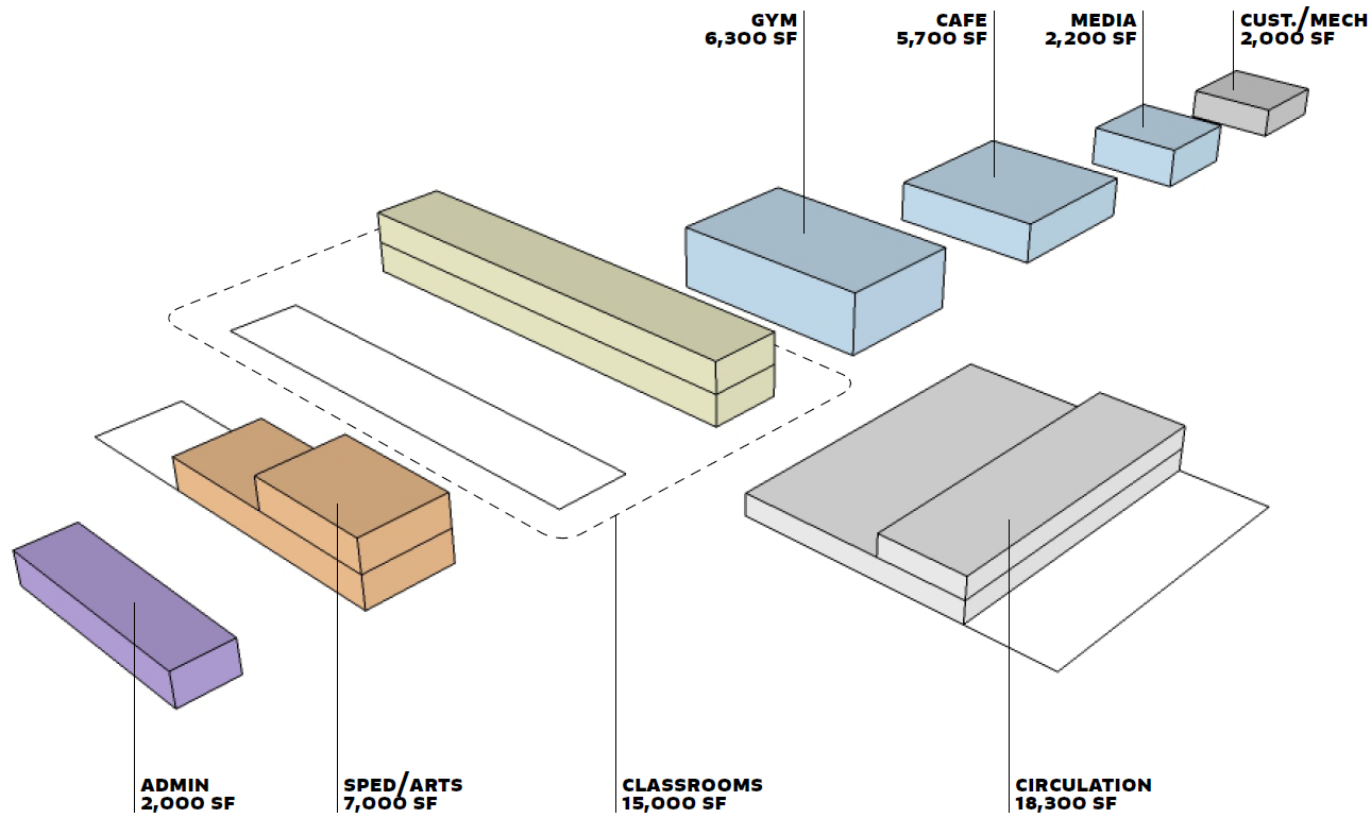 GYM
6,300 SF
CAFE
5,700 SF
MEDIA
2,200 SF
CUST./MECH
2,000 SF
ADMIN
2,000 SF
SPED/ARTS
7,000 SF
CLASSROOMS
15,000 SF
CIRCULATION
18,300 SF